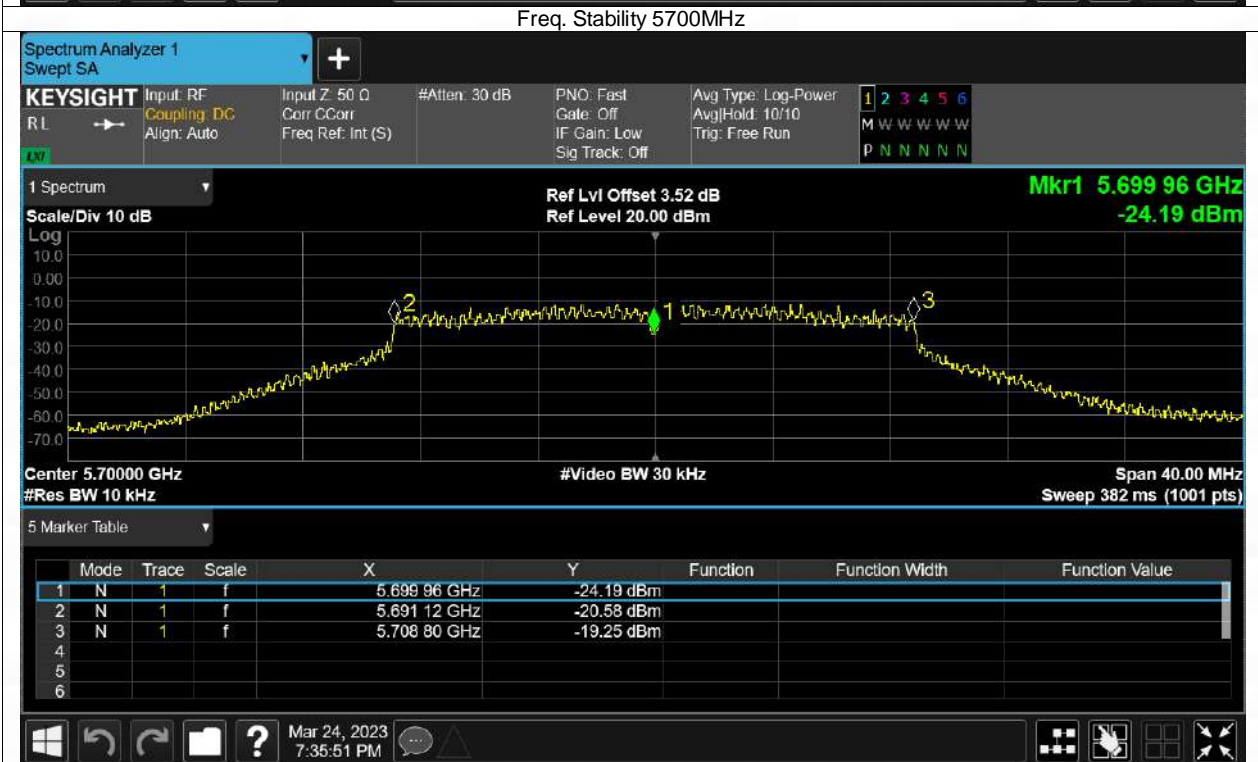 Freq. Stability 5700MHz
Spectrum Analyzer 1
Swept SA
+
KEYSIGHT Input: RF Input Z: 50 Ω #Atten: 30 dB PNO: Fast Avg Type: Log-Power 1 2 3 4 5 6
RL Coupling: DC Corr CCorr Gate: Off Avg|Hold: 10/10 M W W W W W
Align: Auto Freq Ref: Int (S) IF Gain: Low Trig: Free Run
LXI Sig Track: Off P N N N N N
1 Spectrum Ref Lvl Offset 3.52 dB Mkr1 5.699 96 GHz
Scale/Div 10 dB Ref Level 20.00 dBm -24.19 dBm
Log
10.0
0.00
-10.0 2 3
-20.0 1
-30.0
-40.0
-50.0
-60.0
-70.0
Center 5.70000 GHz #Video BW 30 kHz Span 40.00 MHz
#Res BW 10 kHz Sweep 382 ms (1001 pts)
5 Marker Table
Mode Trace Scale X Y Function Function Width Function Value
1 N 1 f 5.699 96 GHz -24.19 dBm
2 N 1 f 5.691 12 GHz -20.58 dBm
3 N 1 f 5.708 80 GHz -19.25 dBm
4
5
6
? Mar 24, 2023
7:35:51 PM